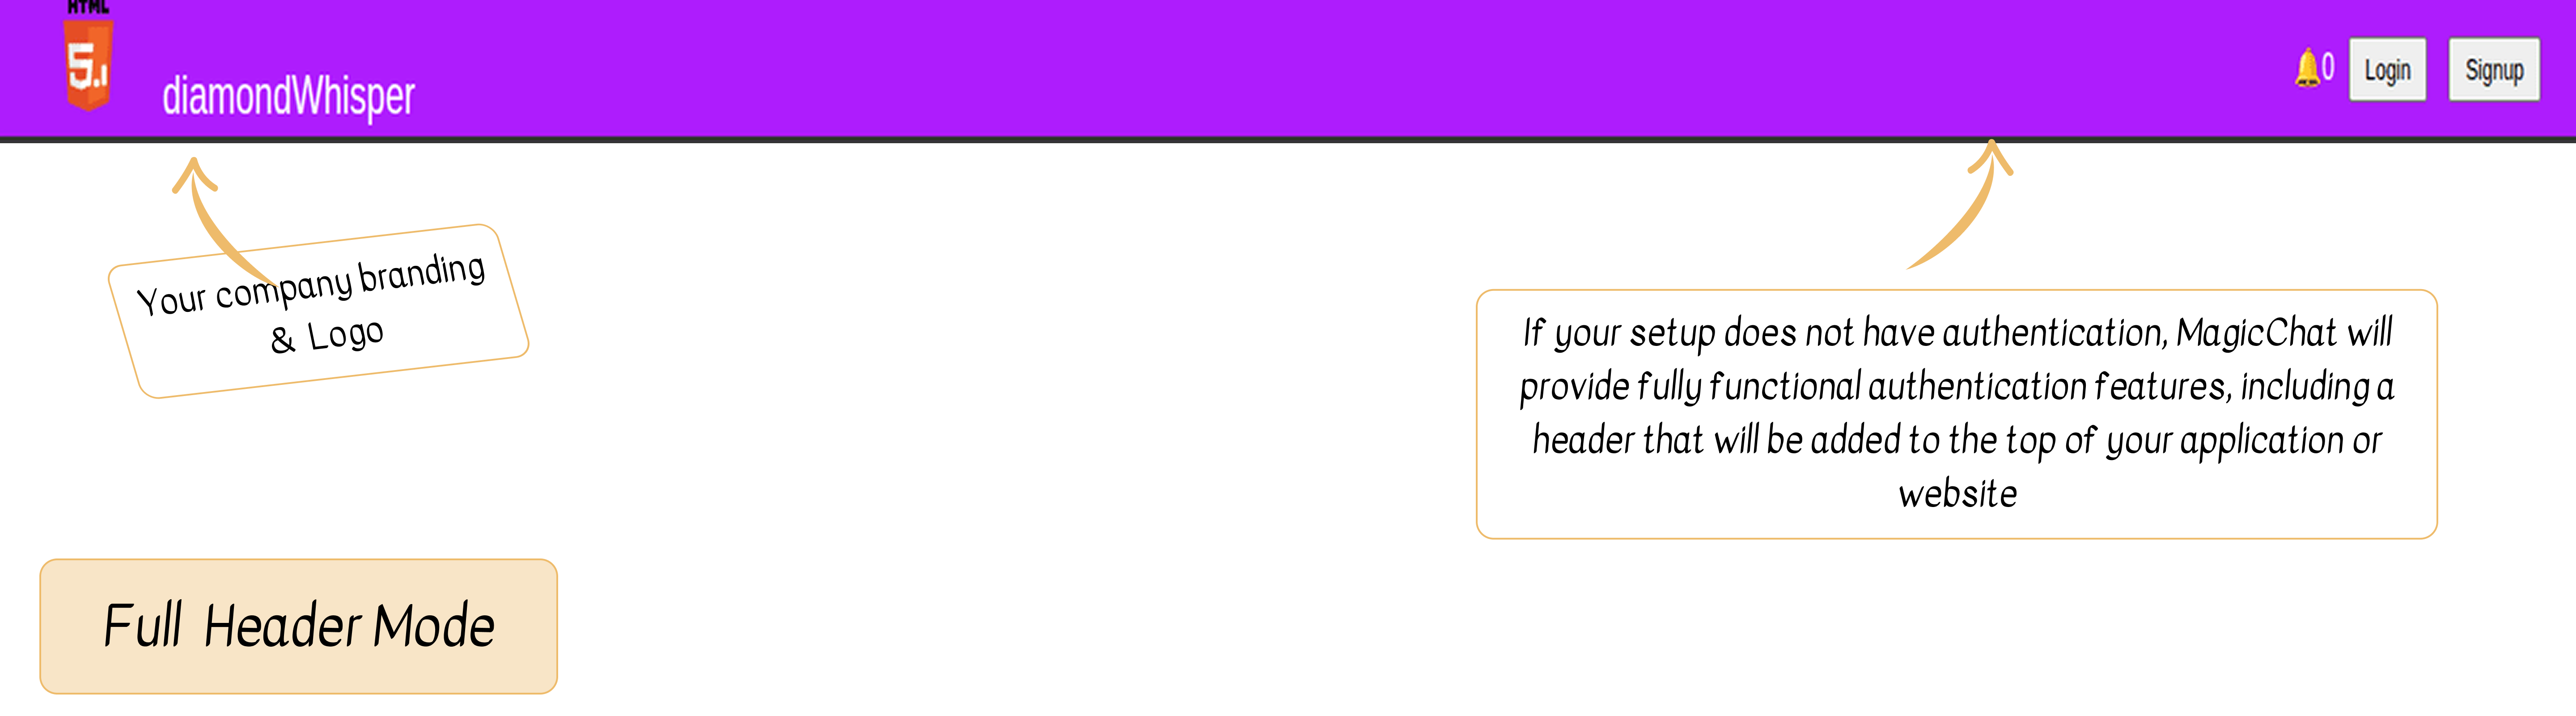 HTML
5.1
diamondWhisper
🔔0 Login Signup
Your company branding
& Logo
If your setup does not have authentication, MagicChat will
provide fully functional authentication features, including a
header that will be added to the top of your application or
website
Full Header Mode